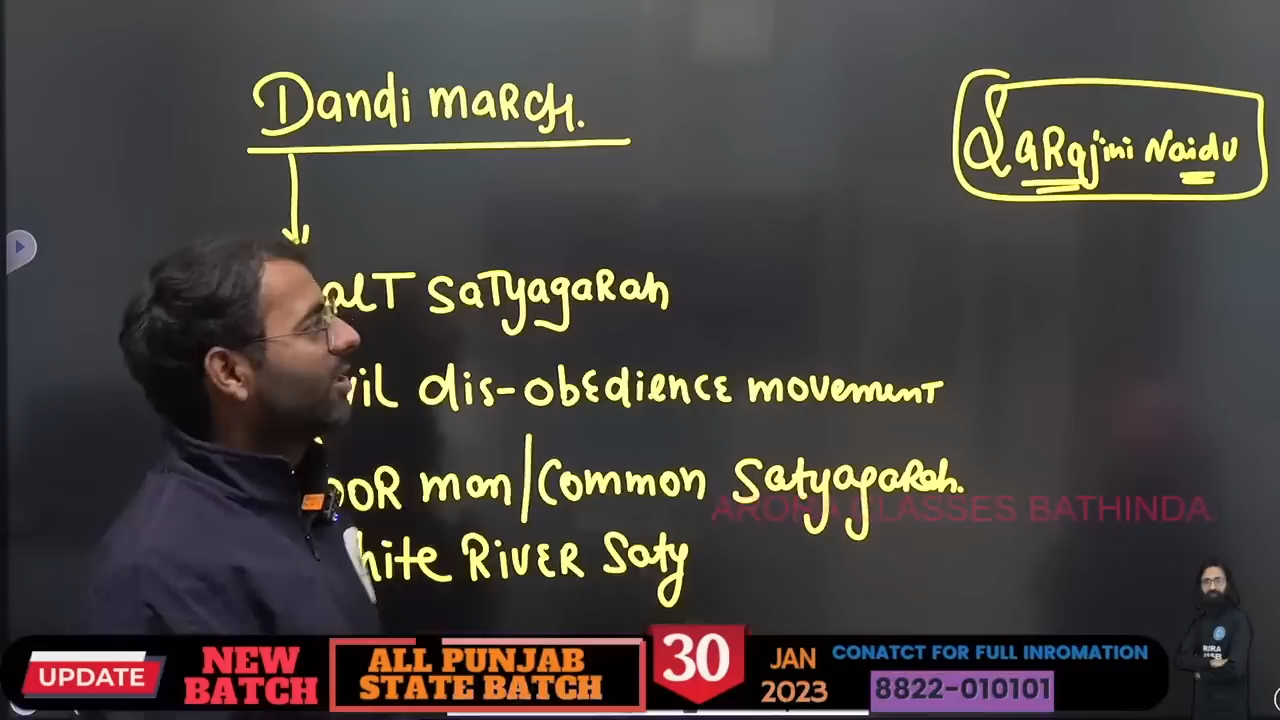 Dandi maRch.
SaRajini Naidu
alT SaTyagaRah
vil dis-obEdiencE movemenT
ooR man/Common Satyagarah.
ARORA CLASSES BATHINDA
hite RiVER Saty
UPDATE
NEW BATCH
ALL PUNJAB STATE BATCH
30
JAN 2023
CONATCT FOR FULL INROMATION
8822-010101